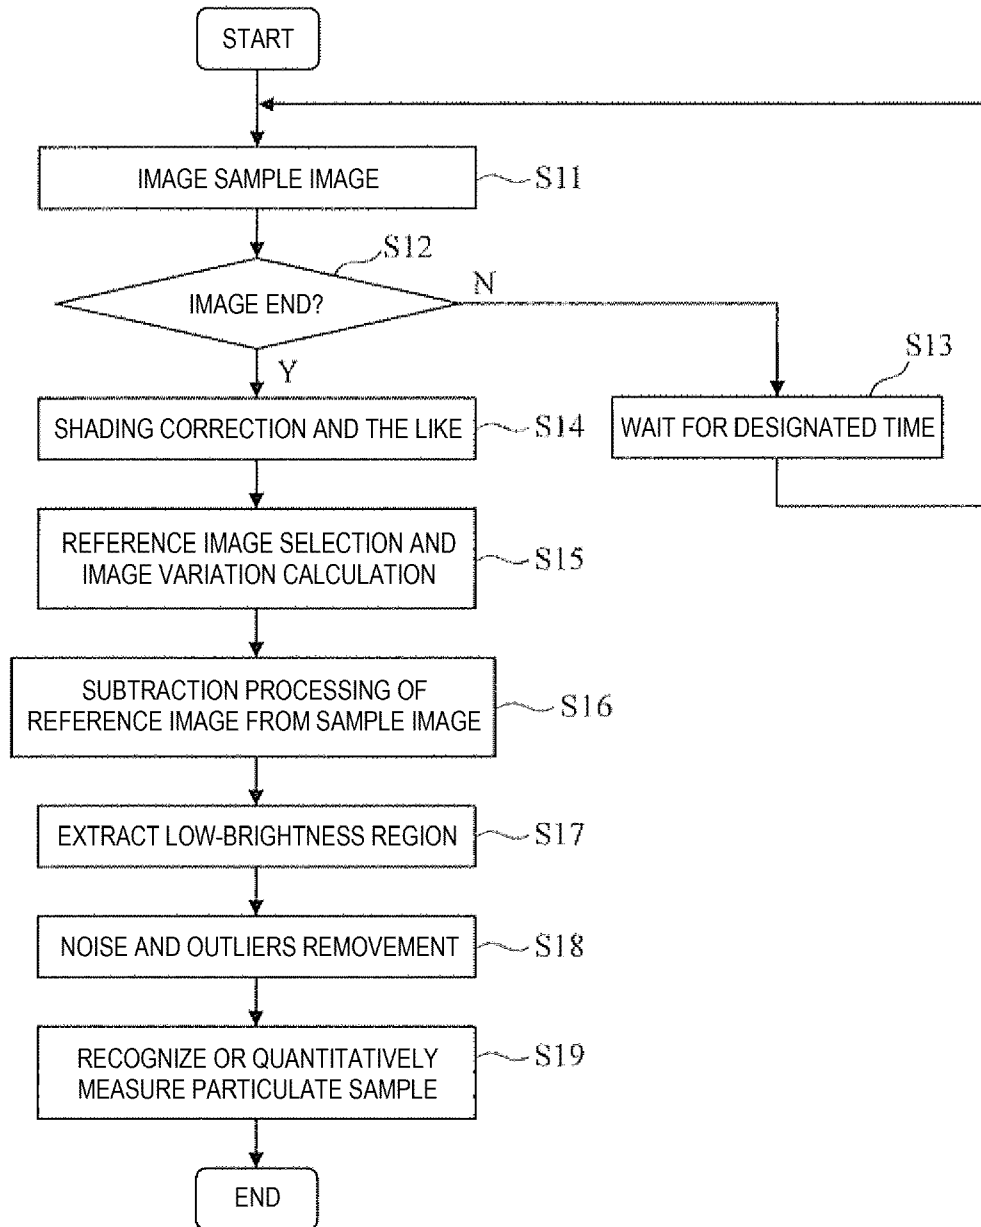 START
IMAGE SAMPLE IMAGE
S11
S12
IMAGE END?
N
Y
S13
WAIT FOR DESIGNATED TIME
SHADING CORRECTION AND THE LIKE
S14
REFERENCE IMAGE SELECTION AND
IMAGE VARIATION CALCULATION
S15
SUBTRACTION PROCESSING OF
REFERENCE IMAGE FROM SAMPLE IMAGE
S16
EXTRACT LOW-BRIGHTNESS REGION
S17
NOISE AND OUTLIERS REMOVEMENT
S18
RECOGNIZE OR QUANTITATIVELY
MEASURE PARTICULATE SAMPLE
S19
END